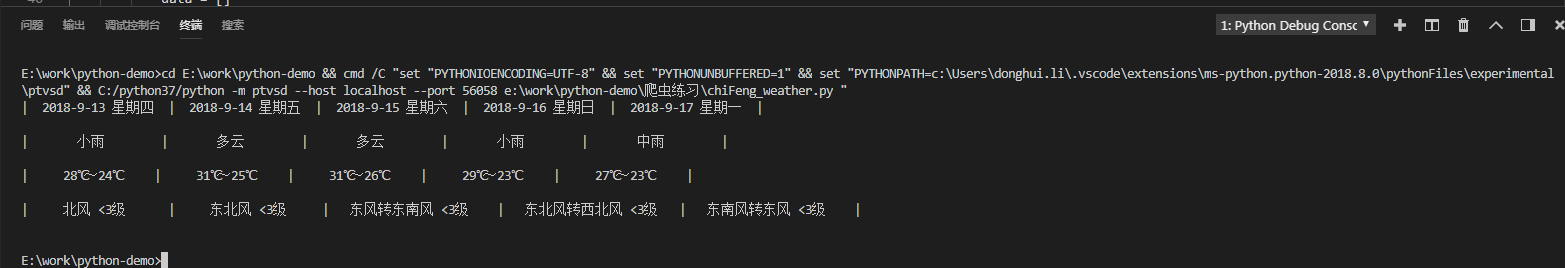 data = []
问题 输出 调试控制台 终端 搜索 1: Python Debug Consc
E:\work\python-demo>cd E:\work\python-demo && cmd /C "set "PYTHONIOENCODING=UTF-8" && set "PYTHONUNBUFFERED=1" && set "PYTHONPATH=c:\Users\donghui.li\.vscode\extensions\ms-python.python-2018.8.0\pythonFiles\experimental
\ptvsd" && C:/python37/python -m ptvsd --host localhost --port 56058 e:\work\python-demo\爬虫练习\chiFeng_weather.py "
| 2018-9-13 星期四 | 2018-9-14 星期五 | 2018-9-15 星期六 | 2018-9-16 星期日 | 2018-9-17 星期一 |
| 小雨 | 多云 | 多云 | 小雨 | 中雨 |
| 28℃~24℃ | 31℃~25℃ | 31℃~26℃ | 29℃~23℃ | 27℃~23℃ |
| 北风 <3级 | 东北风 <3级 | 东风转东南风 <3级 | 东北风转西北风 <3级 | 东南风转东风 <3级 |
E:\work\python-demo>